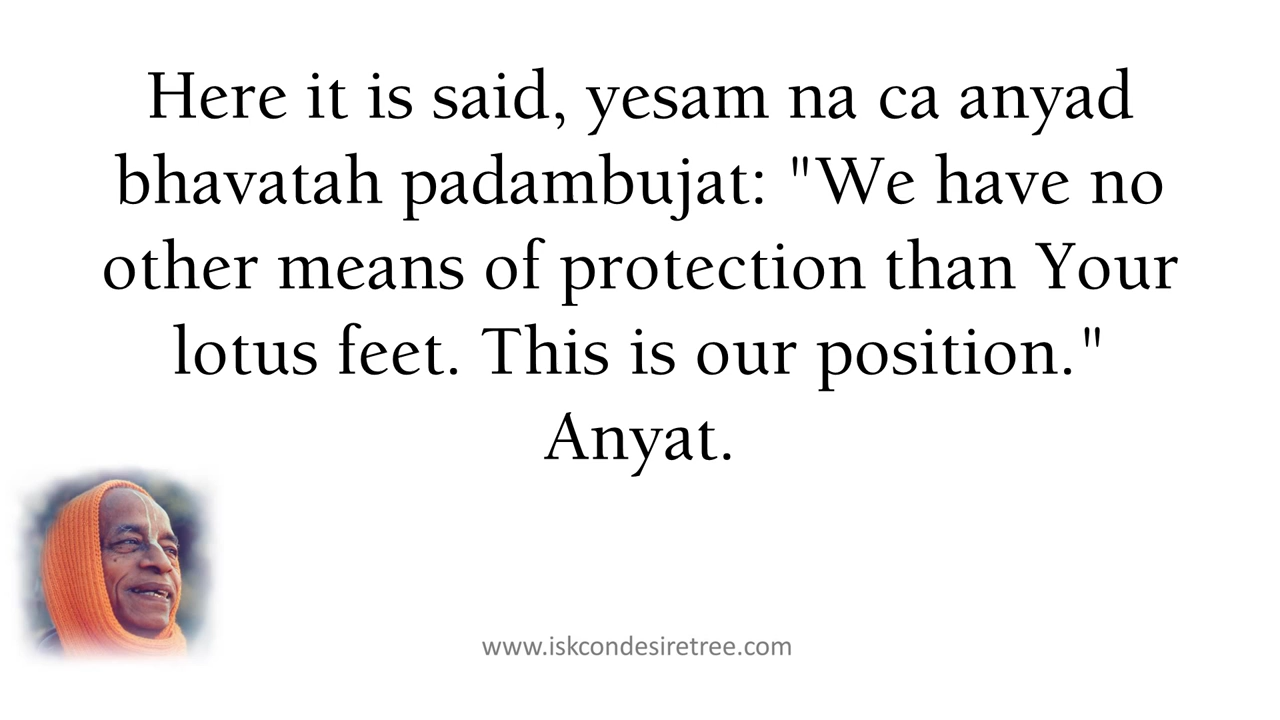 Here it is said, yesam na ca anyad
bhavatah padambujat: "We have no
other means of protection than Your
lotus feet. This is our position."
Anyat.
www.iskcondesiretree.com